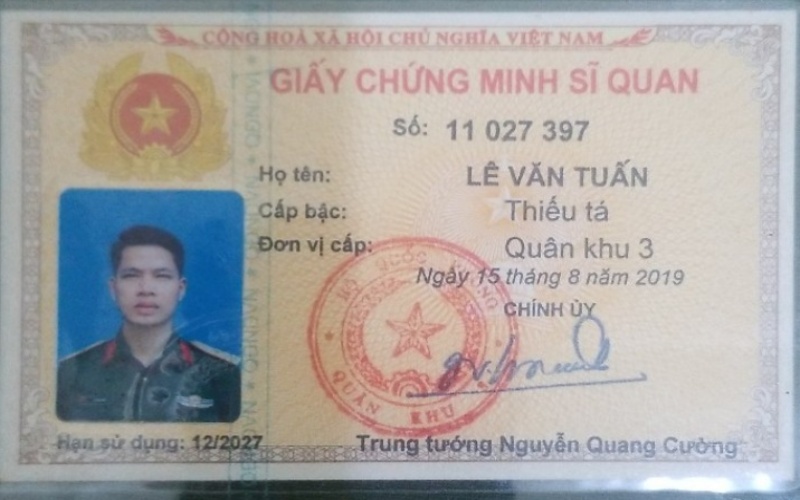 CỘNG HOÀ XÃ HỘI CHỦ NGHĨA VIỆT NAM
GIẤY CHỨNG MINH SĨ QUAN
Số: 11 027 397
Họ tên: LÊ VĂN TUẤN
Cấp bậc: Thiếu tá
Đơn vị cấp: Quân khu 3
Ngày 15 tháng 8 năm 2019
CHÍNH ỦY
QUÂN KHU
Hạn sử dụng: 12/2027
Trung tướng Nguyễn Quang Cường